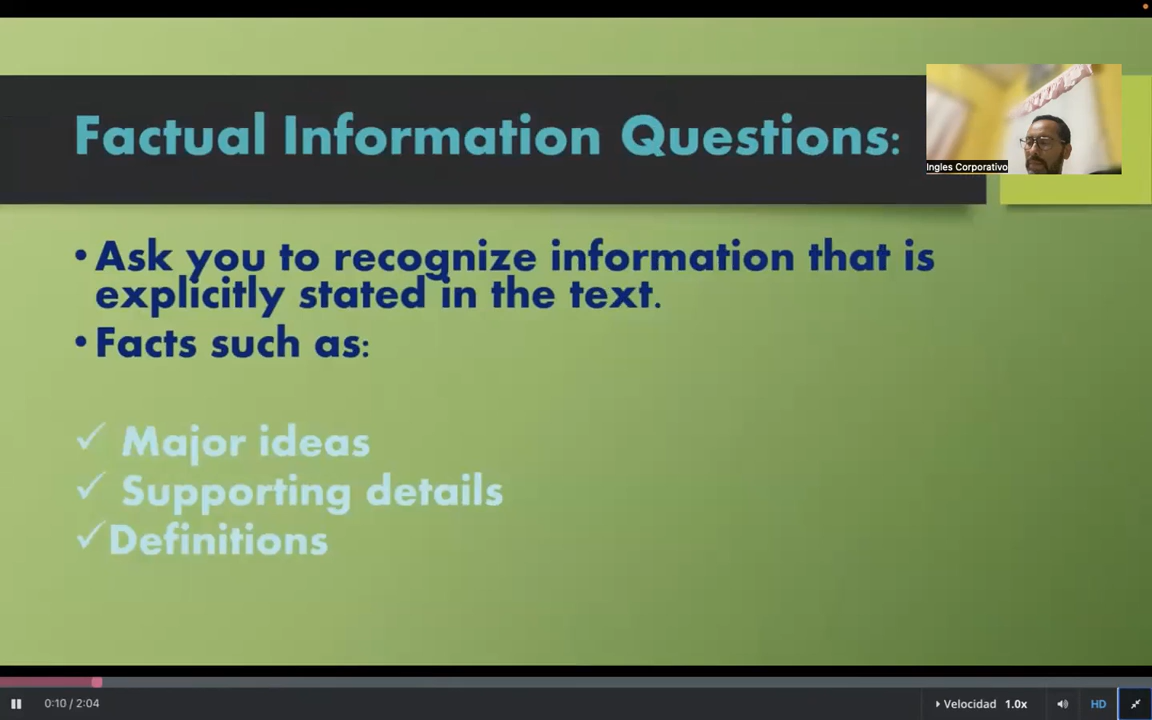 Factual Information Questions:
Ingles Corporativo
• Ask you to recognize information that is
explicitly stated in the text.
• Facts such as:
✓ Major ideas
✓ Supporting details
✓ Definitions
0:10 / 2:04
Velocidad 1.0x
HD